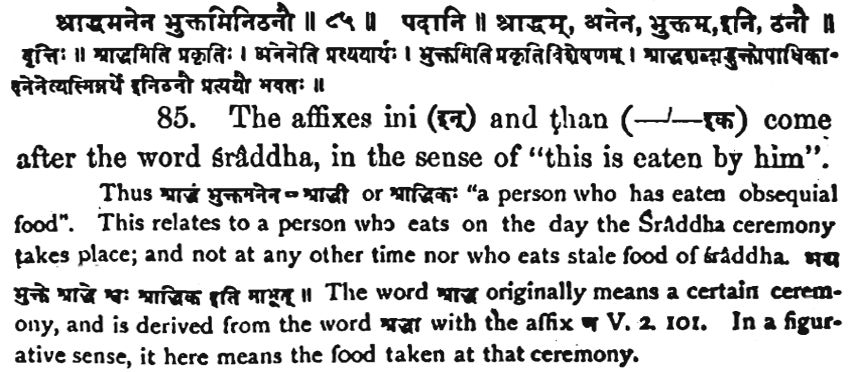 श्राद्धमनेन भुक्तमिनिठनौ ॥ ८५ ॥ पदानि ॥ श्राद्धम्, अनेन, भुक्तम्, इनि, ठनौ ॥
वृत्तिः ॥ श्राद्धमिति प्रकृतिः । अनेनेति प्रत्ययार्थः । भुक्तमिति प्रकृतिविशेषणम् । श्राद्धशब्दाद्भुक्तोपाधिका-
दनेनेत्यस्मिन्नर्थे इनिठनौ प्रत्ययौ भवतः ॥
85. The affixes ini (इन्) and ṭhan (—ˊ—इक) come
after the word śrâddha, in the sense of "this is eaten by him".
Thus श्राद्धं भुक्तमनेन = श्राद्धी or श्राद्धिकः "a person who has eaten obsequial
food". This relates to a person who eats on the day the Śrâddha ceremony
takes place; and not at any other time nor who eats stale food of śrâddha. अद्य
भुक्ते श्राद्धे श्वः श्राद्धिक इति माभूत् ॥ The word श्राद्ध originally means a certain cerem-
ony, and is derived from the word श्रद्धा with the affix ण V. 2. 101. In a figur-
ative sense, it here means the food taken at that ceremony.